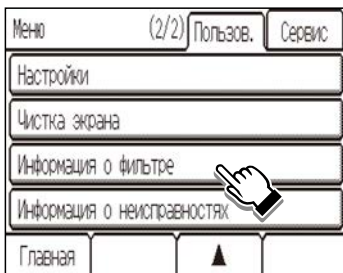 Меню (2/2) Пользов. Сервис
Настройки
Чистка экрана
Информация о фильтре
Информация о неисправностях
Главная ▲